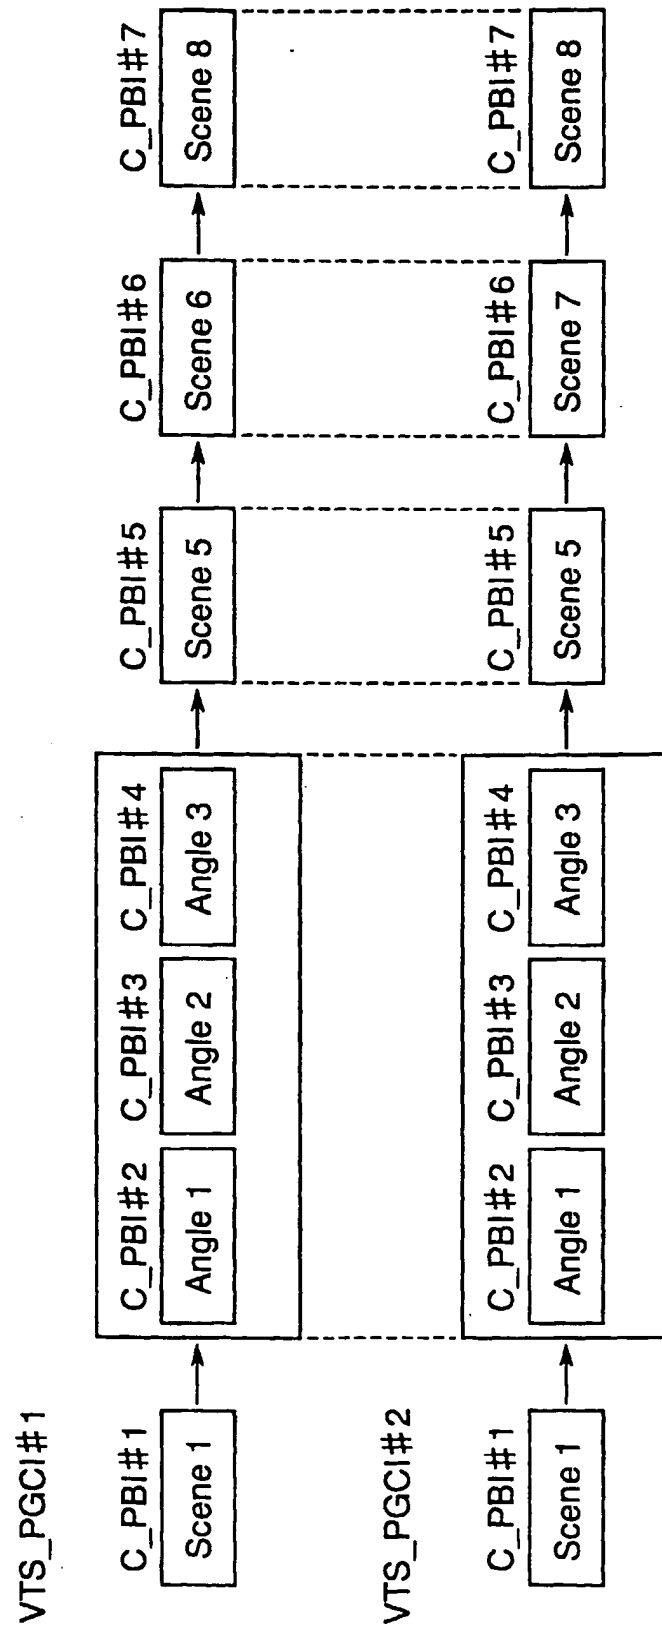 VTS_PGCI#1
C_PBI#1 C_PBI#2 C_PBI#3 C_PBI#4 C_PBI#5 C_PBI#6 C_PBI#7
Scene 1 Angle 1 Angle 2 Angle 3 Scene 5 Scene 6 Scene 8
VTS_PGCI#2
C_PBI#1 C_PBI#2 C_PBI#3 C_PBI#4 C_PBI#5 C_PBI#6 C_PBI#7
Scene 1 Angle 1 Angle 2 Angle 3 Scene 5 Scene 7 Scene 8